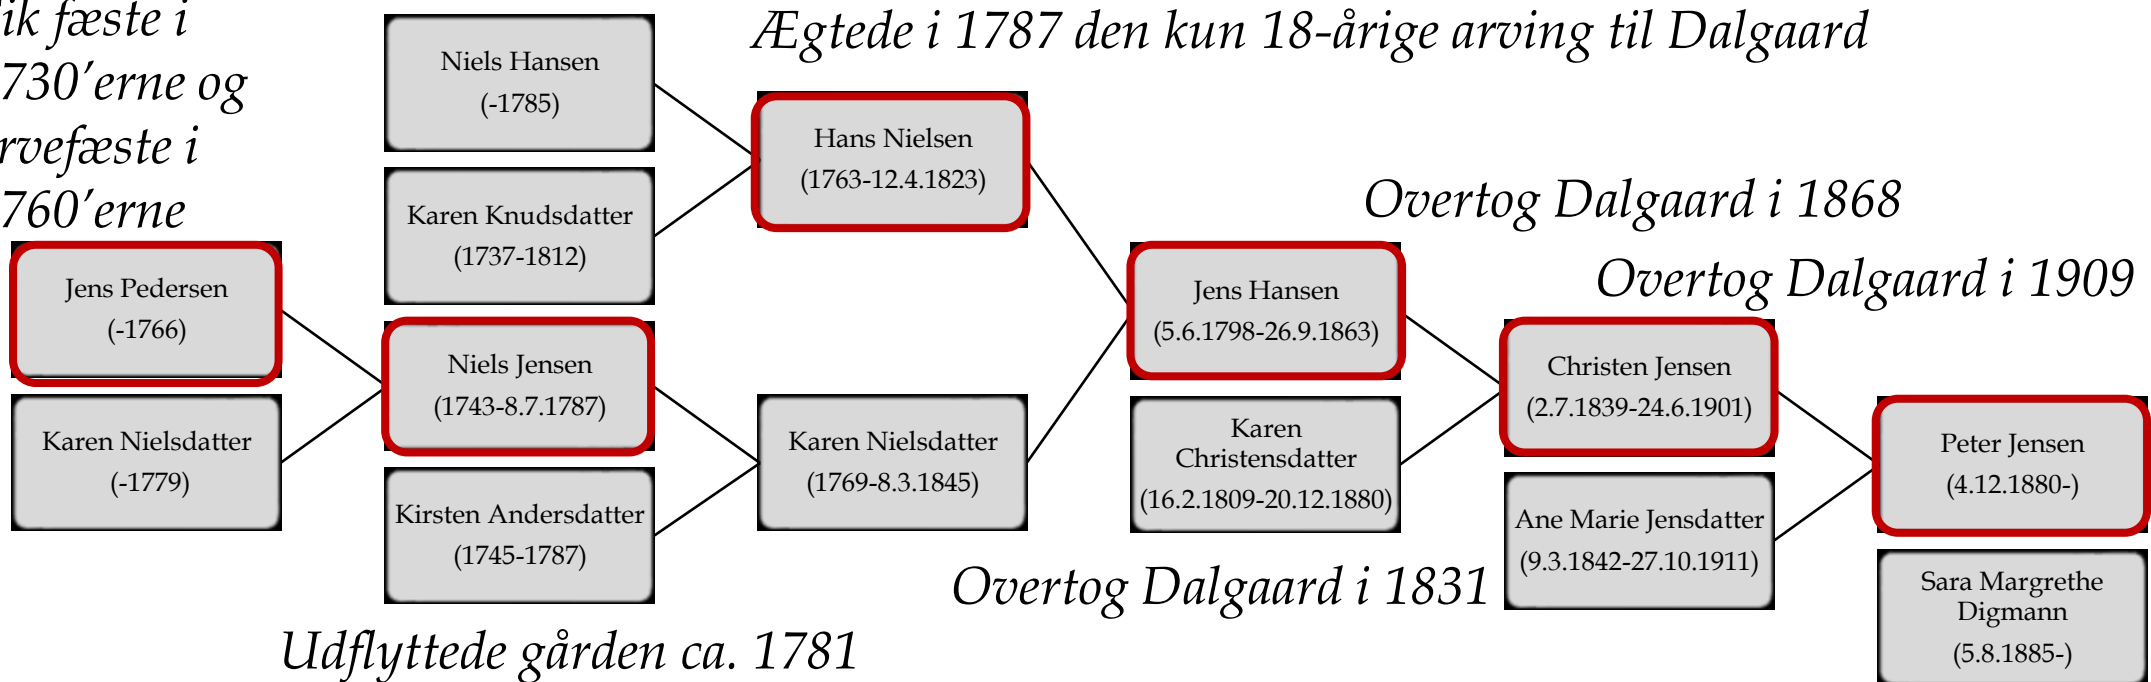 ik fæste i
730’erne og
rvefæste i
760’erne
Jens Pedersen
(-1766)
Karen Nielsdatter
(-1779)
Niels Hansen
(-1785)
Karen Knudsdatter
(1737-1812)
Niels Jensen
(1743-8.7.1787)
Kirsten Andersdatter
(1745-1787)
Udflyttede gården ca. 1781
Ægtede i 1787 den kun 18-årige arving til Dalgaard
Hans Nielsen
(1763-12.4.1823)
Karen Nielsdatter
(1769-8.3.1845)
Overtog Dalgaard i 1868
Overtog Dalgaard i 1909
Jens Hansen
(5.6.1798-26.9.1863)
Karen
Christensdatter
(16.2.1809-20.12.1880)
Overtog Dalgaard i 1831
Christen Jensen
(2.7.1839-24.6.1901)
Ane Marie Jensdatter
(9.3.1842-27.10.1911)
Peter Jensen
(4.12.1880-)
Sara Margrethe
Digmann
(5.8.1885-)